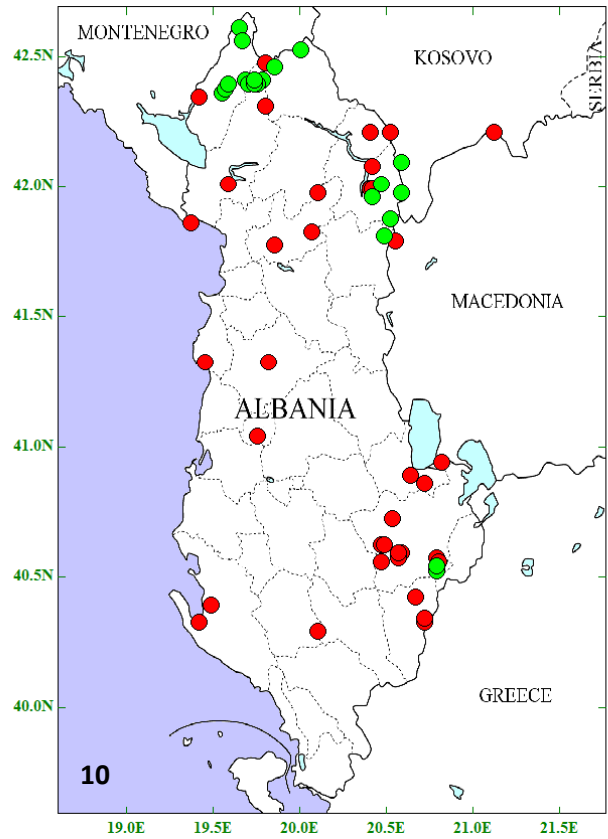 MONTENEGRO
KOSOVO
SERBIA
42.5N
42.0N
MACEDONIA
41.5N
ALBANIA
41.0N
40.5N
GREECE
40.0N
10
19.0E 19.5E 20.0E 20.5E 21.0E 21.5E